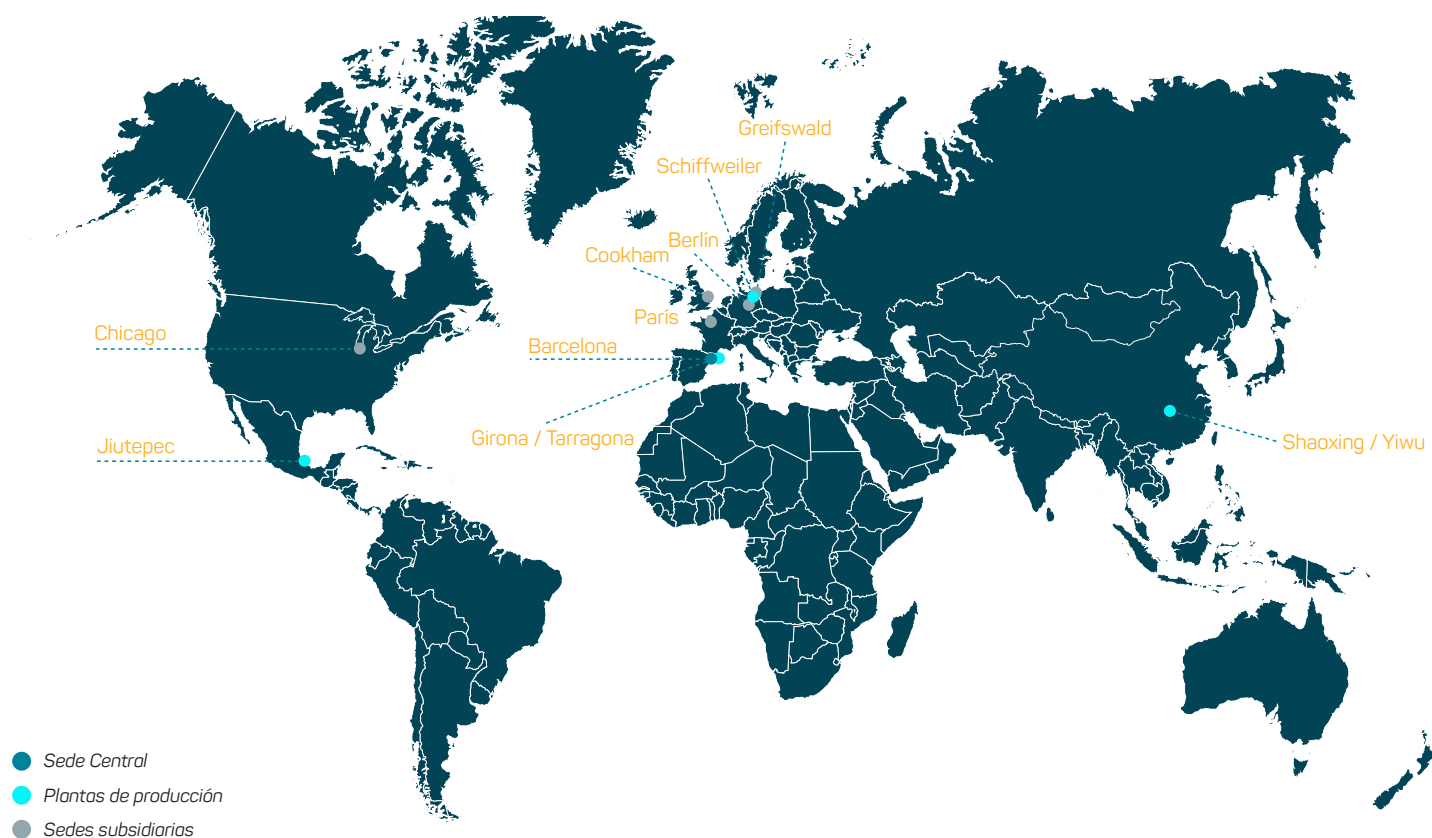 Greifswald
Schiffweiler
Berlín
Cookham
París
Chicago
Barcelona
Girona / Tarragona
Jiutepec
Shaoxing / Yiwu
Sede Central
Plantas de producción
Sedes subsidiarias